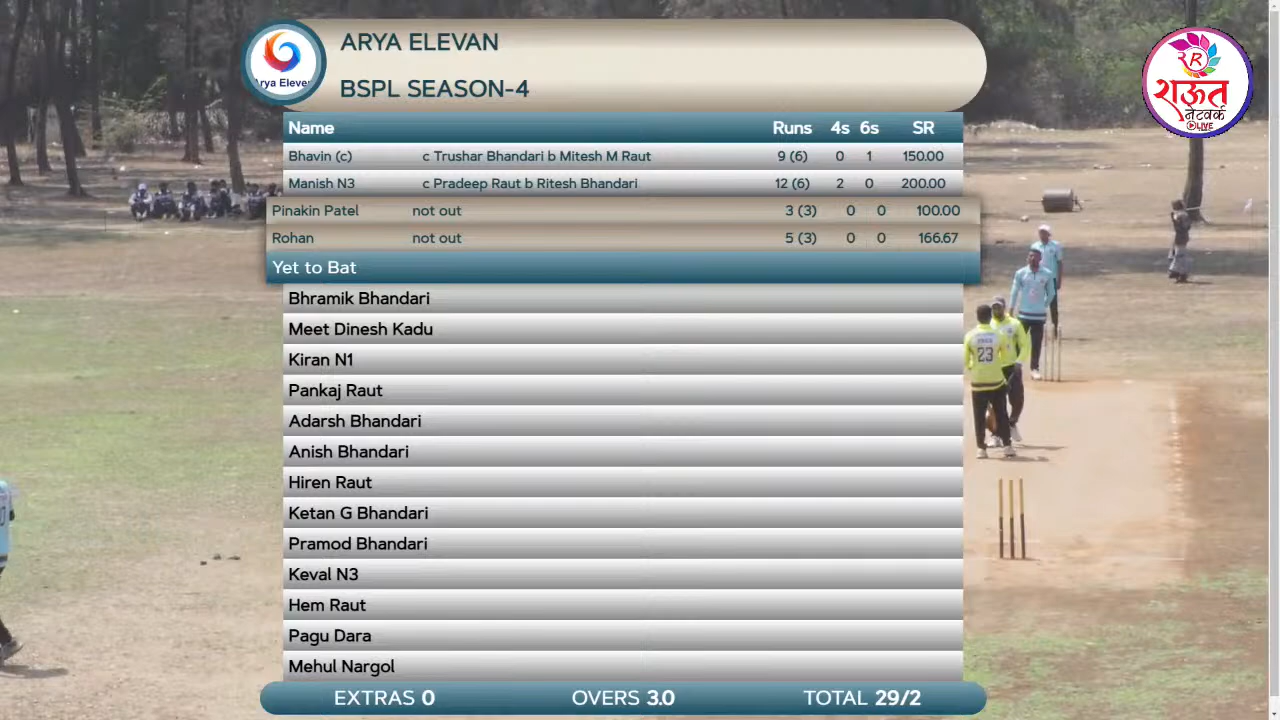 ARYA ELEVAN
BSPL SEASON-4
Arya Eleven
R
राऊत
नेटवर्क
LIVE
Name Runs 4s 6s SR
Bhavin (c) c Trushar Bhandari b Mitesh M Raut 9 (6) 0 1 150.00
Manish N3 c Pradeep Raut b Ritesh Bhandari 12 (6) 2 0 200.00
Pinakin Patel not out 3 (3) 0 0 100.00
Rohan not out 5 (3) 0 0 166.67
Yet to Bat
Bhramik Bhandari
Meet Dinesh Kadu
Kiran N1
Pankaj Raut
Adarsh Bhandari
Anish Bhandari
Hiren Raut
Ketan G Bhandari
Pramod Bhandari
Keval N3
Hem Raut
Pagu Dara
Mehul Nargol
EXTRAS 0 OVERS 3.0 TOTAL 29/2
23